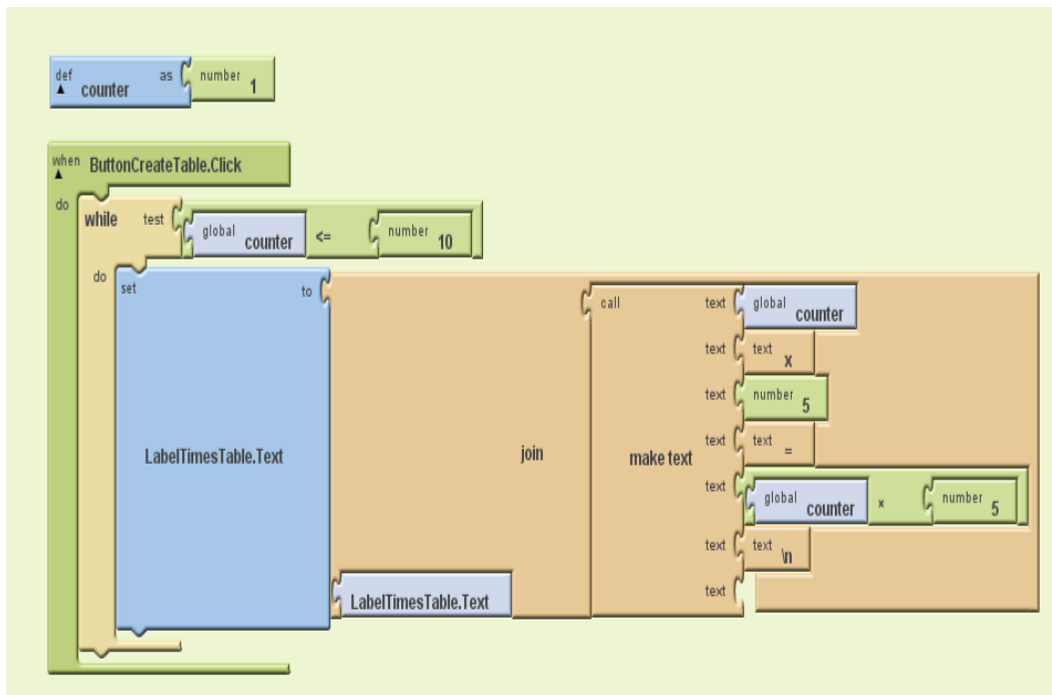 def counter as number 1
when ButtonCreateTable.Click
do while test global counter <= number 10
do set to call text global counter
text text x
text number 5
LabelTimesTable.Text join make text text text =
text global counter × number 5
text text \n
LabelTimesTable.Text text